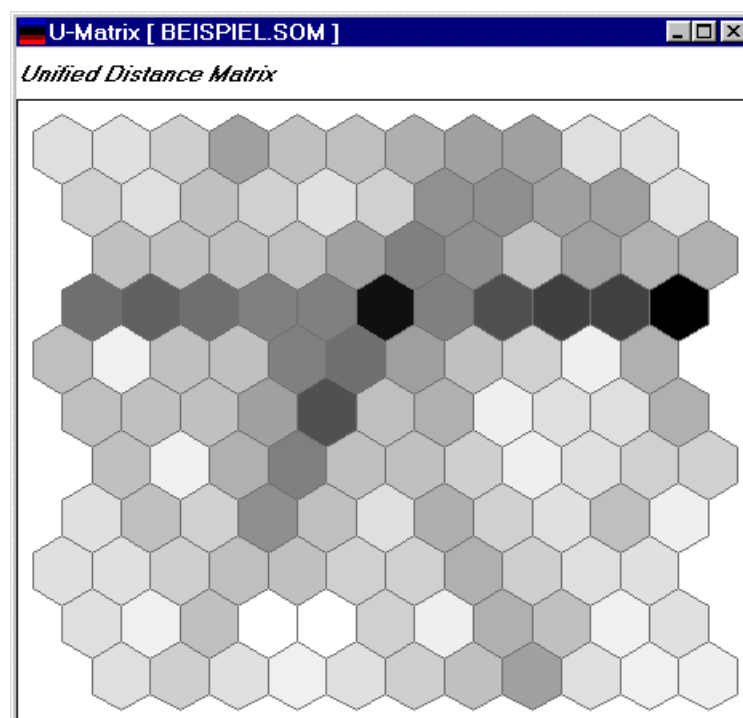 U-Matrix [ BEISPIEL.SOM ]
Unified Distance Matrix